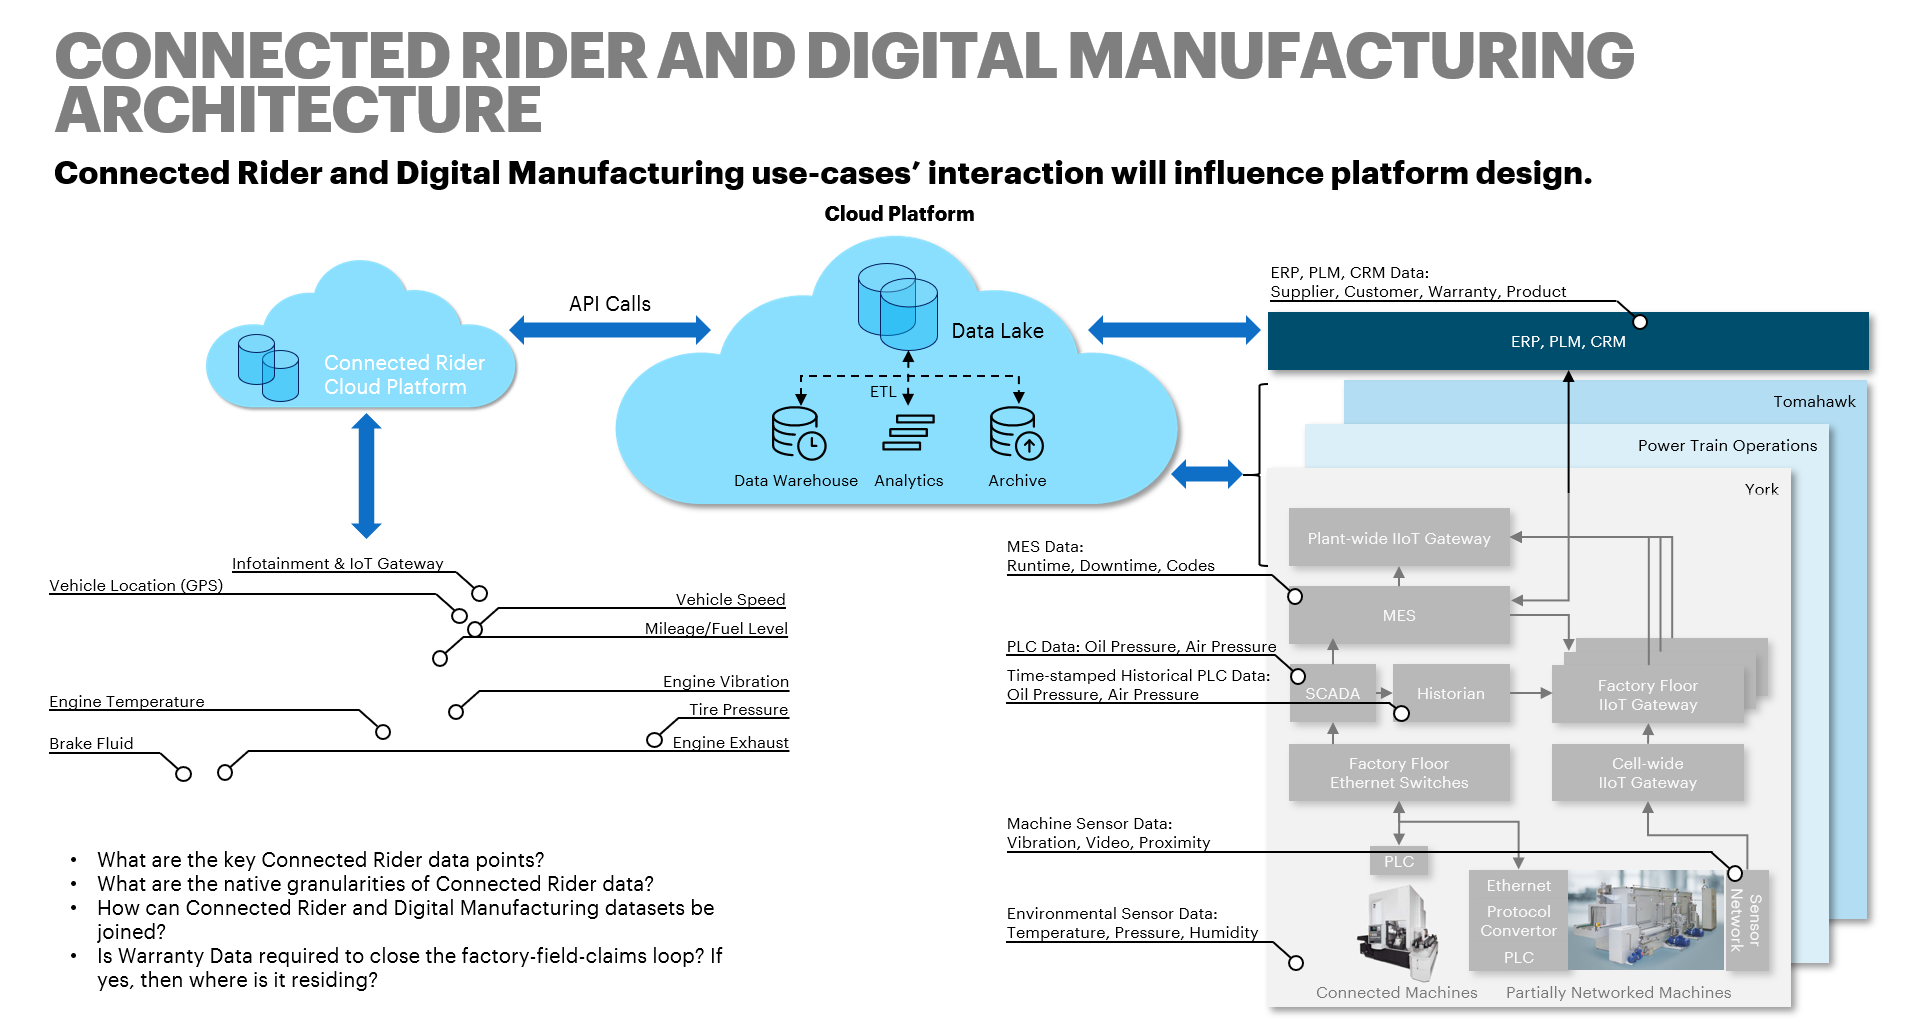 CONNECTED RIDER AND DIGITAL MANUFACTURING
ARCHITECTURE
Connected Rider and Digital Manufacturing use-cases’ interaction will influence platform design.
Cloud Platform
Data Lake
ETL
Data Warehouse
Analytics
Archive
API Calls
Connected Rider
Cloud Platform
ERP, PLM, CRM Data:
Supplier, Customer, Warranty, Product
ERP, PLM, CRM
Tomahawk
Power Train Operations
York
Infotainment & IoT Gateway
Vehicle Location (GPS)
Vehicle Speed
Mileage/Fuel Level
Engine Vibration
Engine Temperature
Tire Pressure
Brake Fluid
Engine Exhaust
MES Data:
Runtime, Downtime, Codes
PLC Data: Oil Pressure, Air Pressure
Time-stamped Historical PLC Data:
Oil Pressure, Air Pressure
Machine Sensor Data:
Vibration, Video, Proximity
Environmental Sensor Data:
Temperature, Pressure, Humidity
Plant-wide IIoT Gateway
MES
SCADA
Historian
Factory Floor
IIoT Gateway
Factory Floor
Ethernet Switches
Cell-wide
IIoT Gateway
PLC
Ethernet
Protocol
Convertor
PLC
Sensor
Network
Connected Machines
Partially Networked Machines
• What are the key Connected Rider data points?
• What are the native granularities of Connected Rider data?
• How can Connected Rider and Digital Manufacturing datasets be
joined?
• Is Warranty Data required to close the factory-field-claims loop? If
yes, then where is it residing?